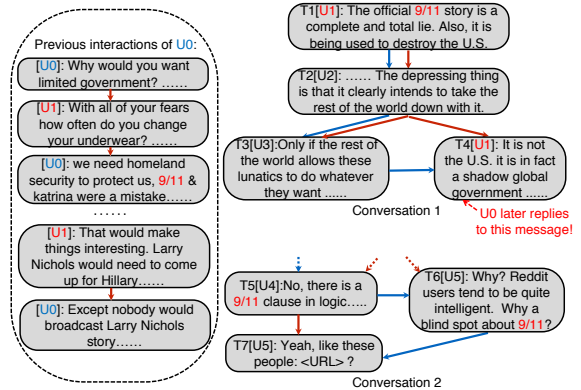 Previous interactions of U0:
[U0]: Why would you want
limited government? ……
[U1]: With all of your fears
how often do you change
your underwear? ……
[U0]: we need homeland
security to protect us, 9/11 &
katrina were a mistake……
……
[U1]: That would make
things interesting. Larry
Nichols would need to come
up for Hillary……
[U0]: Except nobody would
broadcast Larry Nichols
story……
T1[U1]: The official 9/11 story is a
complete and total lie. Also, it is
being used to destroy the U.S.
T2[U2]: …… The depressing thing
is that it clearly intends to take the
rest of the world down with it.
T3[U3]:Only if the rest of
the world allows these
lunatics to do whatever
they want ......
T4[U1]: It is not
the U.S. it is in fact
a shadow global
government ......
Conversation 1
U0 later replies
to this message!
T5[U4]:No, there is a
9/11 clause in logic…..
T6[U5]: Why? Reddit
users tend to be quite
intelligent. Why a
blind spot about 9/11?
T7[U5]: Yeah, like these
people: <URL> ?
Conversation 2